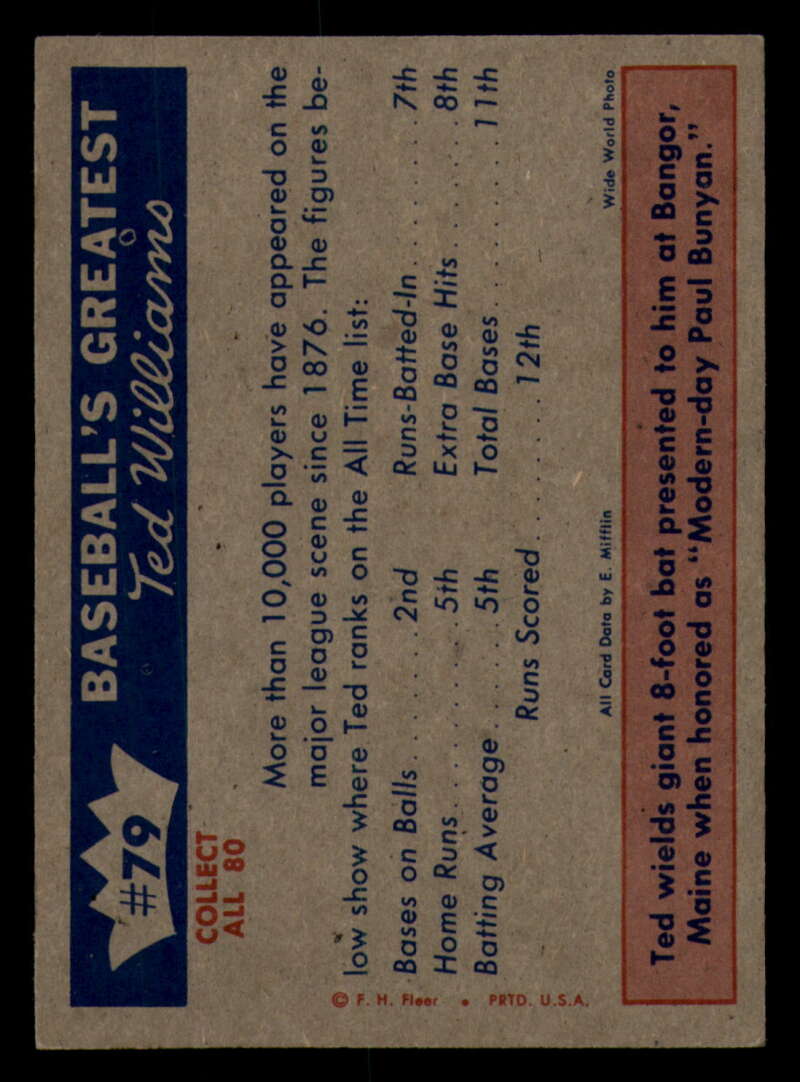 #79
BASEBALL'S GREATEST
Ted Williams
COLLECT
ALL 80
More than 10,000 players have appeared on the
major league scene since 1876. The figures be-
low show where Ted ranks on the All Time list:
Bases on Balls.........2nd Runs-Batted-In.........7th
Home Runs............5th Extra Base Hits.........8th
Batting Average......5th Total Bases............11th
Runs Scored............12th
All Card Data by E. Mifflin Wide World Photo
© F. H. Fleer • PRTD. U.S.A.
Ted wields giant 8-foot bat presented to him at Bangor,
Maine when honored as "Modern-day Paul Bunyan."